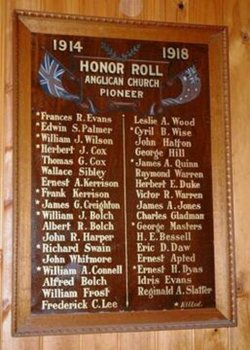 1914 1918
HONOR ROLL
ANGLICAN CHURCH
PIONEER
*Frances R. Evans
*Edwin S. Palmer
*William J. Wilson
*Herbert J. Cox
Thomas G. Cox
Wallace Sibley
Ernest A. Kerrison
*Frank Kerrison
*James G. Creighton
*William J. Bolch
Albert R. Bolch
John R. Harper
*Richard Swain
John Whitmore
*William A. Connell
Alfred Bolch
William Frost
Frederick C. Lee
Leslie A. Wood
*Cyril B. Wise
John Halton
George Hill
*James A. Quinn
Raymond Warren
Herbert E. Duke
Victor R. Warren
James A. Jones
Charles Gladman
*George Masters
H. E. Bessell
Eric D. Daw
Ernest Apted
*Ernest H. Dyas
Idris Evans
Reginald A. Slatter
*Killed.